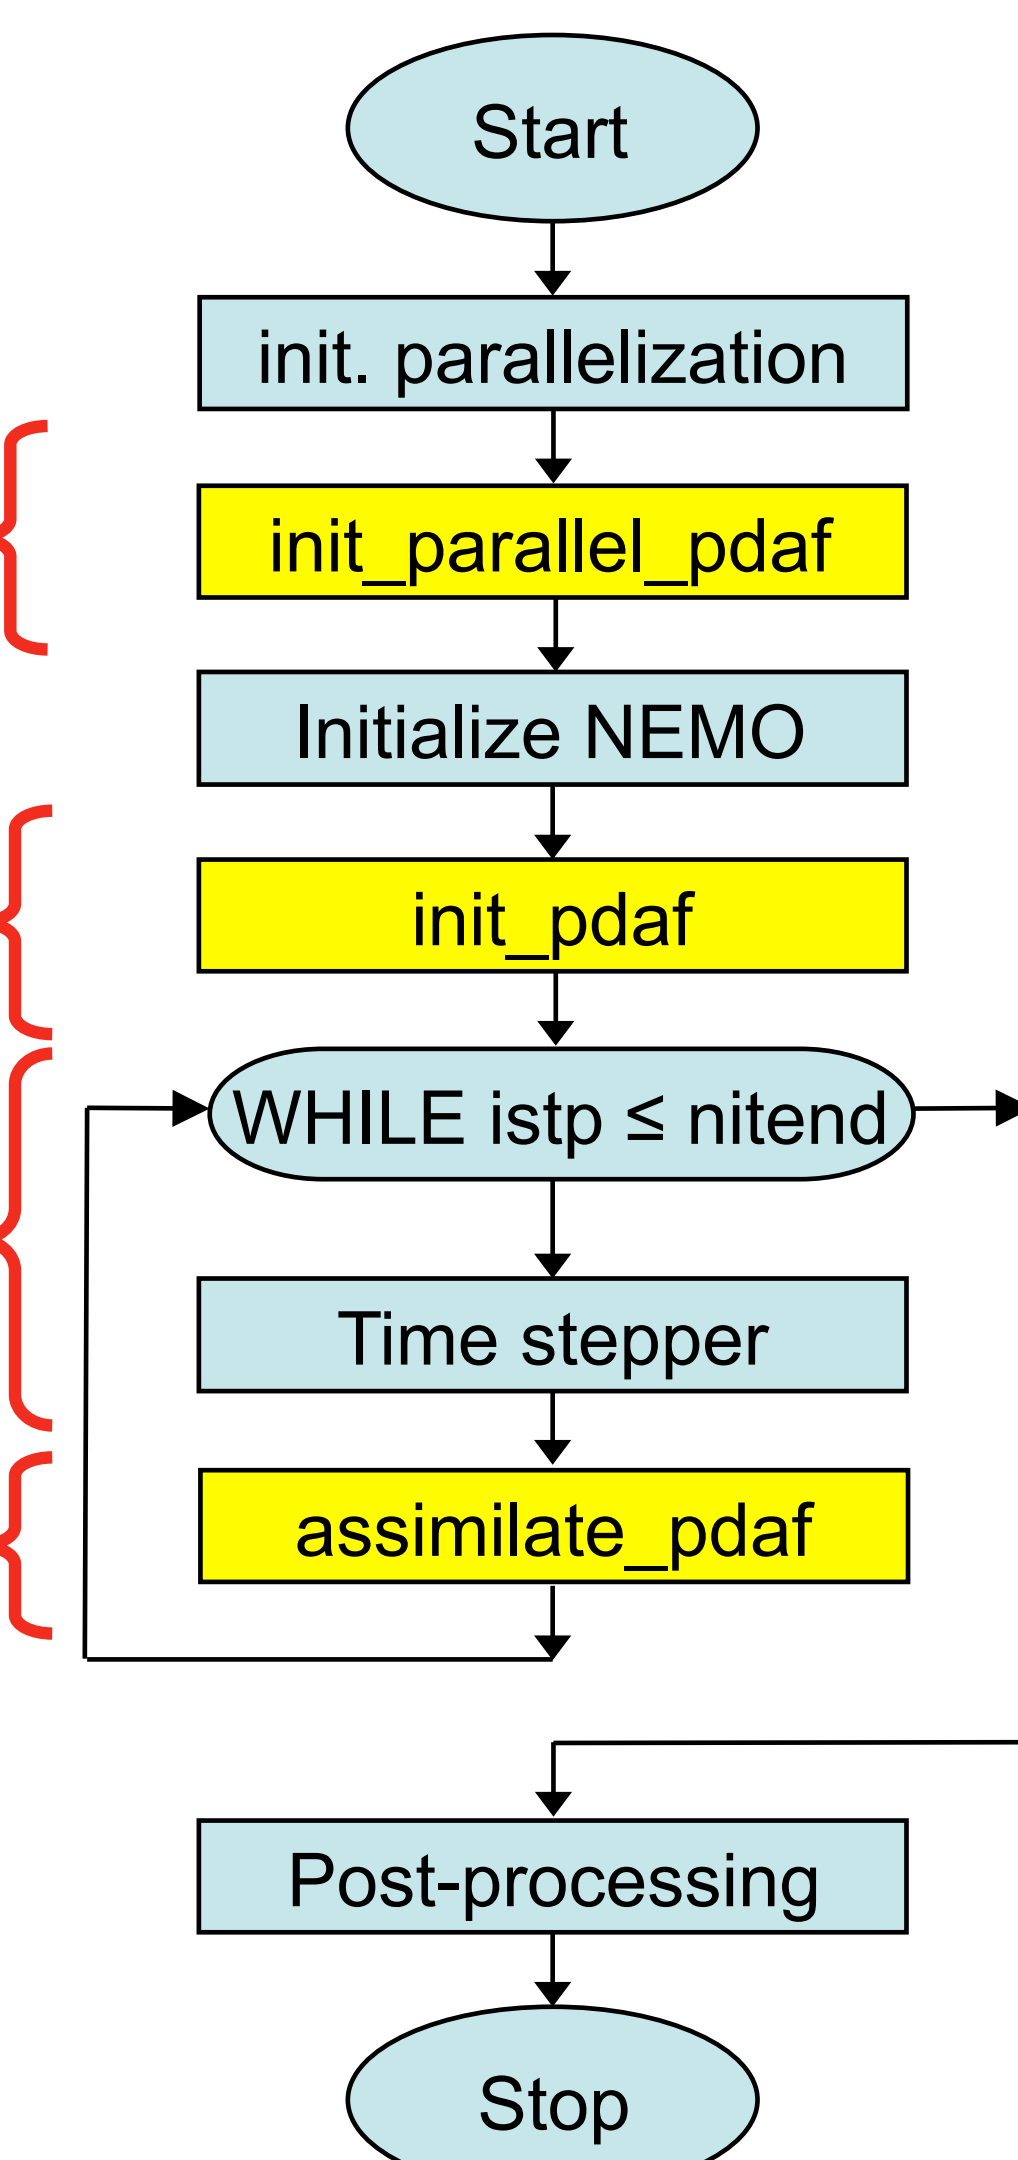 Start
init. parallelization
init_parallel_pdaf
Initialize NEMO
init_pdaf
WHILE istp ≤ nitend
Time stepper
assimilate_pdaf
Post-processing
Stop